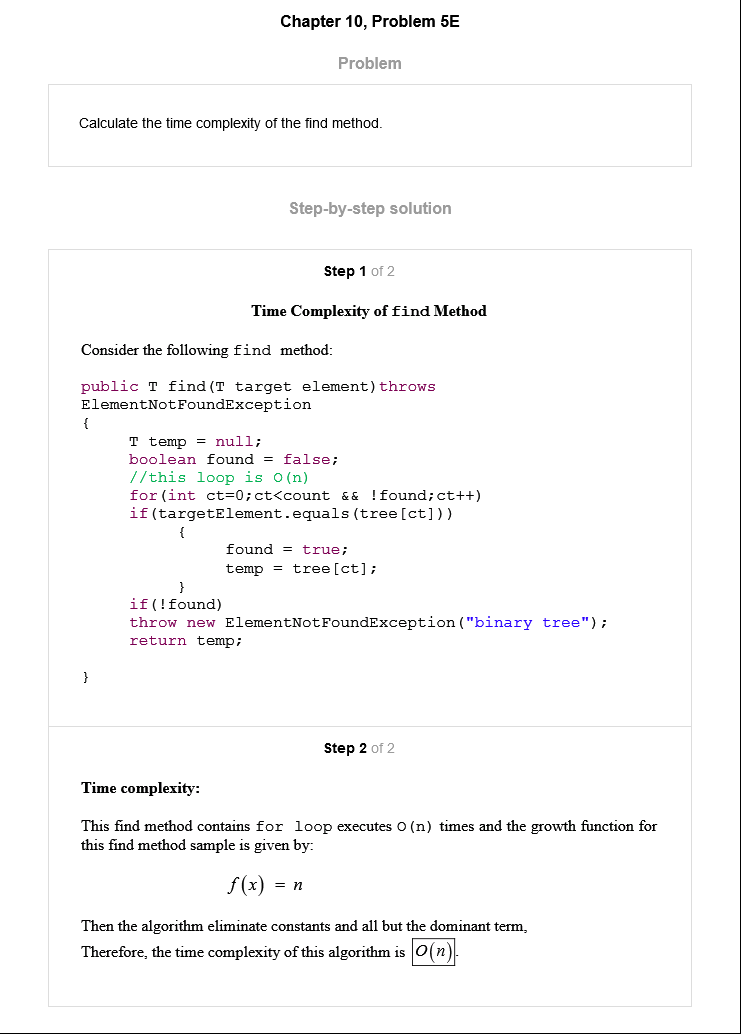 Chapter 10, Problem 5E
Problem
Calculate the time complexity of the find method.
Step-by-step solution
Step 1 of 2
Time Complexity of find Method
Consider the following find method:
public T find(T target element)throws
ElementNotFoundException
{
T temp = null;
boolean found = false;
//this loop is O(n)
for(int ct=0;ct<count && !found;ct++)
if(targetElement.equals(tree[ct]))
{
found = true;
temp = tree[ct];
}
if(!found)
throw new ElementNotFoundException("binary tree");
return temp;
}
Step 2 of 2
Time complexity:
This find method contains for loop executes O(n) times and the growth function for
this find method sample is given by:
f(x) = n
Then the algorithm eliminate constants and all but the dominant term,
Therefore, the time complexity of this algorithm is O(n).